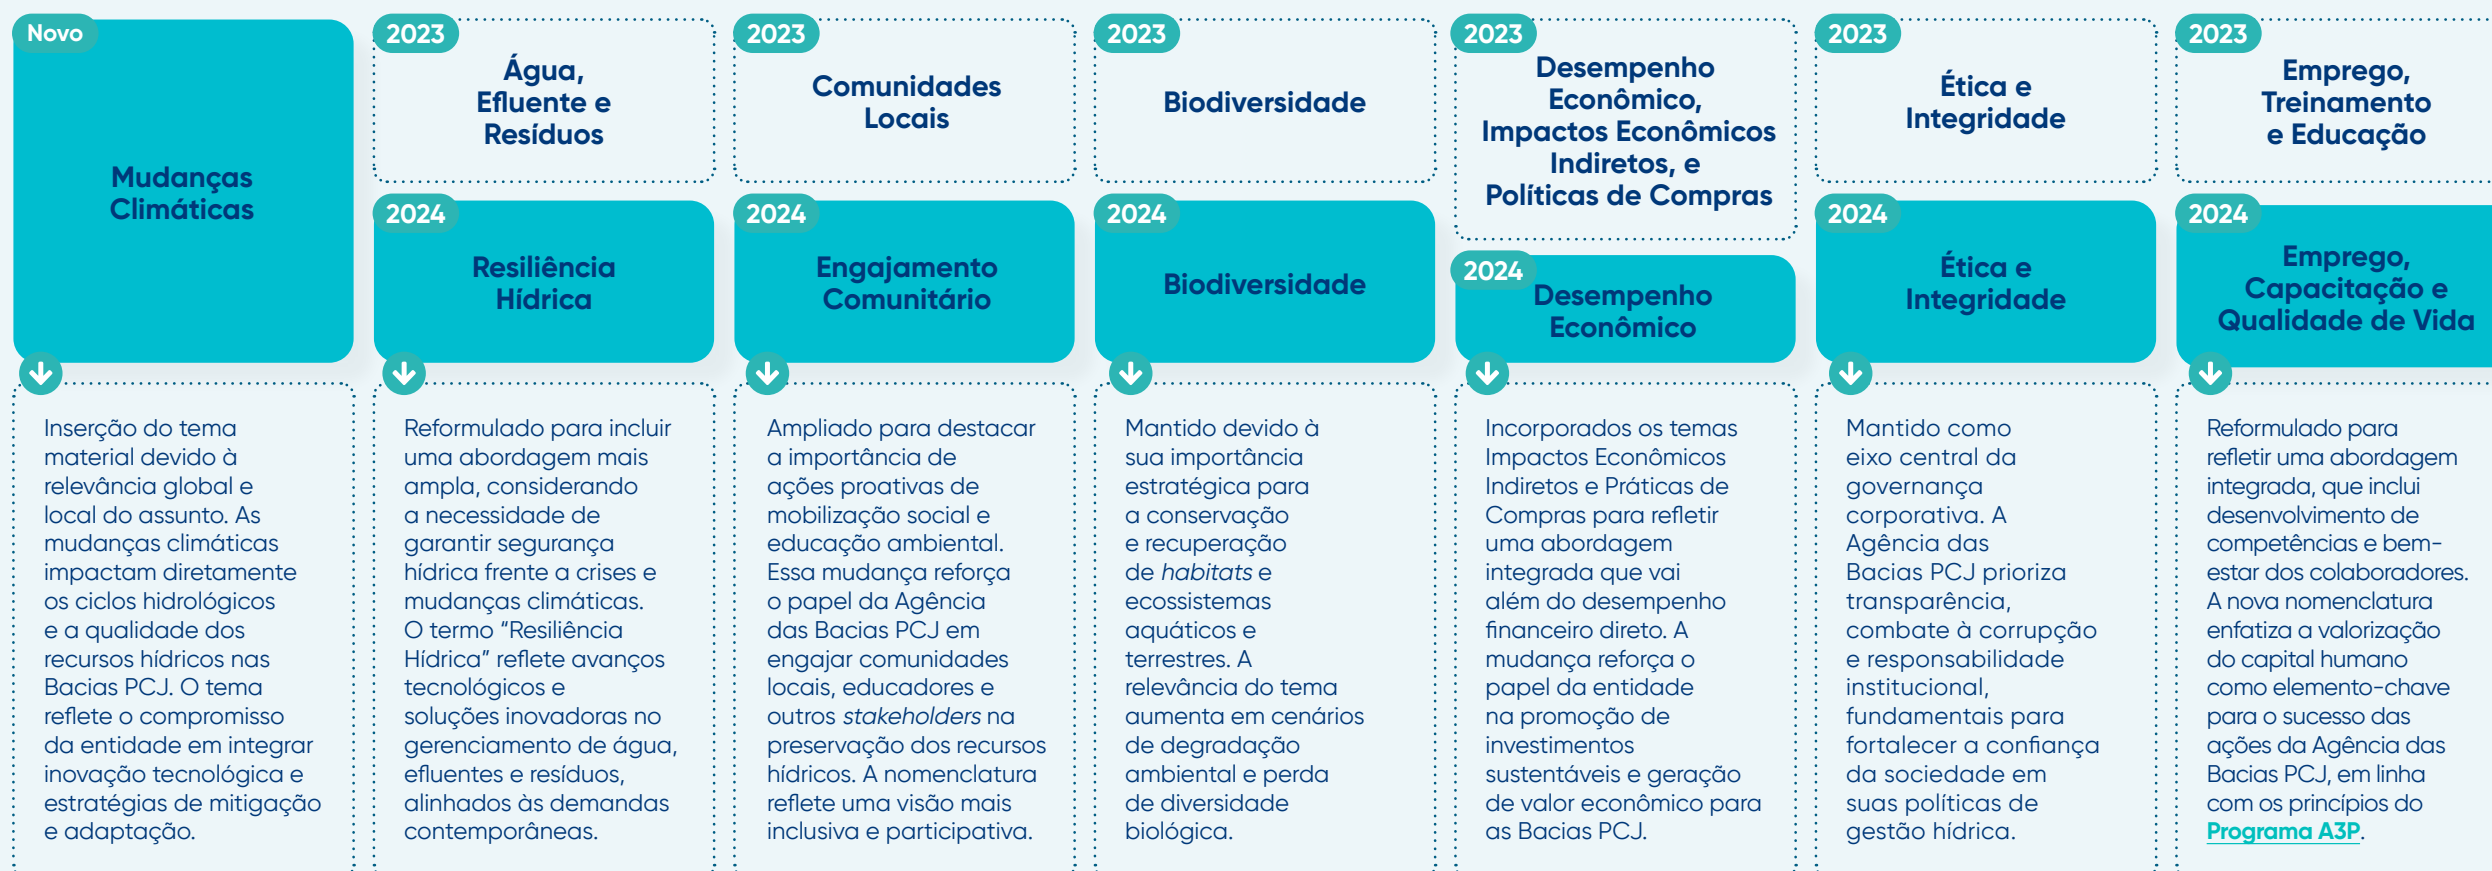 Novo
Mudanças
Climáticas
Inserção do tema
material devido à
relevância global e
local do assunto. As
mudanças climáticas
impactam diretamente
os ciclos hidrológicos
e a qualidade dos
recursos hídricos nas
Bacias PCJ. O tema
reflete o compromisso
da entidade em integrar
inovação tecnológica e
estratégias de mitigação
e adaptação.
2023
Água,
Efluente e
Resíduos
2024
Resiliência
Hídrica
Reformulado para incluir
uma abordagem mais
ampla, considerando
a necessidade de
garantir segurança
hídrica frente a crises e
mudanças climáticas.
O termo “Resiliência
Hídrica” reflete avanços
tecnológicos e
soluções inovadoras no
gerenciamento de água,
efluentes e resíduos,
alinhados às demandas
contemporâneas.
2023
Comunidades
Locais
2024
Engajamento
Comunitário
Ampliado para destacar
a importância de
ações proativas de
mobilização social e
educação ambiental.
Essa mudança reforça
o papel da Agência
das Bacias PCJ em
engajar comunidades
locais, educadores e
outros stakeholders na
preservação dos recursos
hídricos. A nomenclatura
reflete uma visão mais
inclusiva e participativa.
2023
Biodiversidade
2024
Biodiversidade
Mantido devido à
sua importância
estratégica para
a conservação
e recuperação
de habitats e
ecossistemas
aquáticos e
terrestres. A
relevância do tema
aumenta em cenários
de degradação
ambiental e perda
de diversidade
biológica.
2023
Desempenho
Econômico,
Impactos Econômicos
Indiretos, e
Políticas de Compras
2024
Desempenho
Econômico
Incorporados os temas
Impactos Econômicos
Indiretos e Práticas de
Compras para refletir
uma abordagem
integrada que vai
além do desempenho
financeiro direto. A
mudança reforça o
papel da entidade
na promoção de
investimentos
sustentáveis e geração
de valor econômico para
as Bacias PCJ.
2023
Ética e
Integridade
2024
Ética e
Integridade
Mantido como
eixo central da
governança
corporativa. A
Agência das
Bacias PCJ prioriza
transparência,
combate à corrupção
e responsabilidade
institucional,
fundamentais para
fortalecer a confiança
da sociedade em
suas políticas de
gestão hídrica.
2023
Emprego,
Treinamento
e Educação
2024
Emprego,
Capacitação e
Qualidade de Vida
Reformulado para
refletir uma abordagem
integrada, que inclui
desenvolvimento de
competências e bem-
estar dos colaboradores.
A nova nomenclatura
enfatiza a valorização
do capital humano
como elemento-chave
para o sucesso das
ações da Agência das
Bacias PCJ, em linha
com os princípios do
Programa A3P.